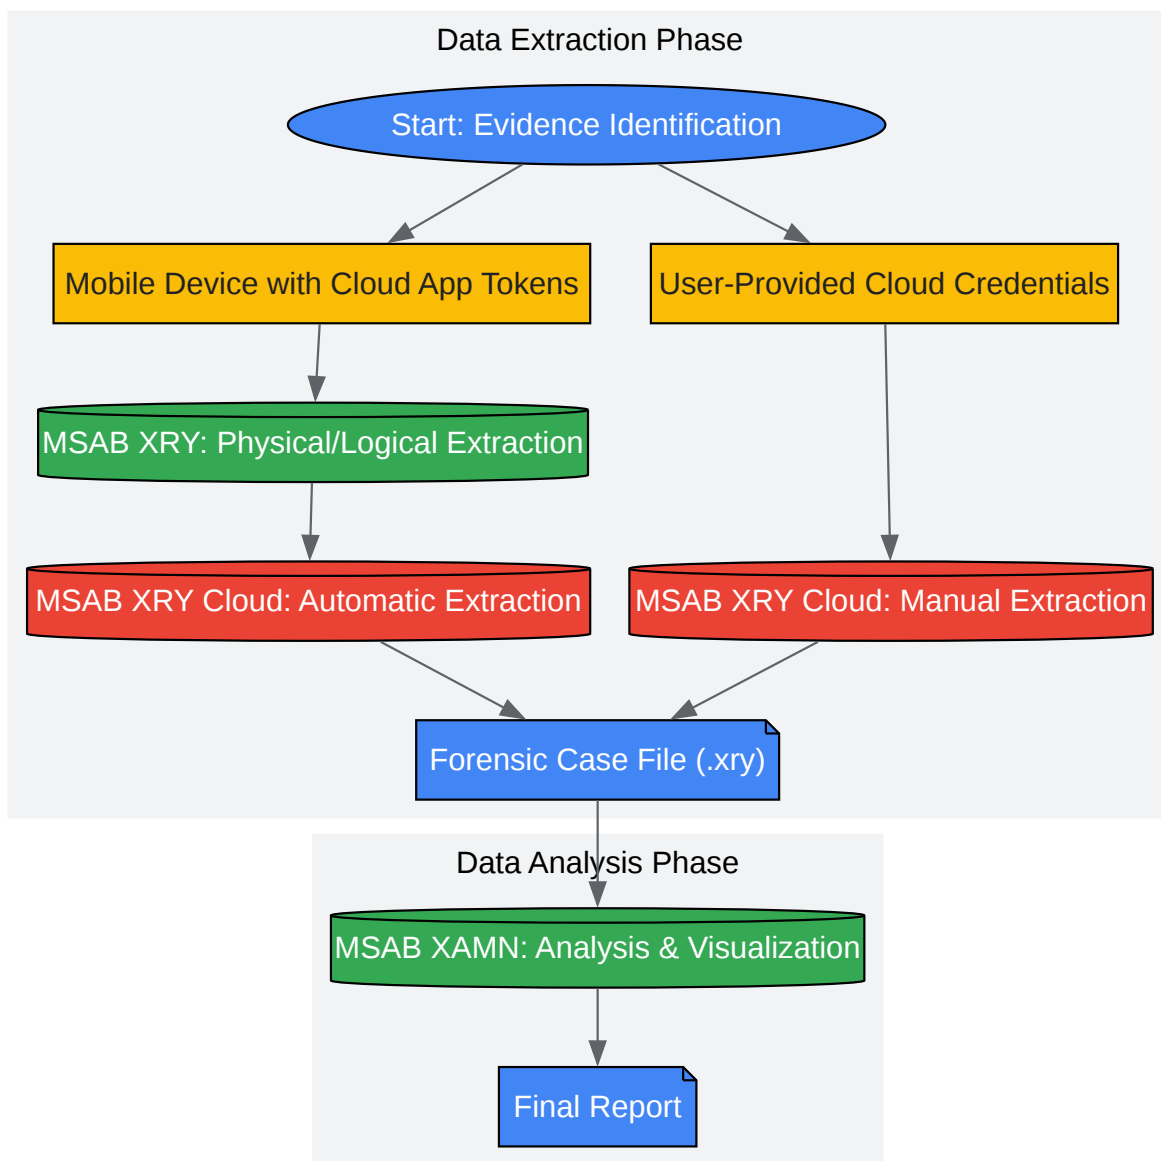 Data Extraction Phase
Start: Evidence Identification
Mobile Device with Cloud App Tokens
User-Provided Cloud Credentials
MSAB XRY: Physical/Logical Extraction
MSAB XRY Cloud: Automatic Extraction
MSAB XRY Cloud: Manual Extraction
Forensic Case File (.xry)
Data Analysis Phase
MSAB XAMN: Analysis & Visualization
Final Report